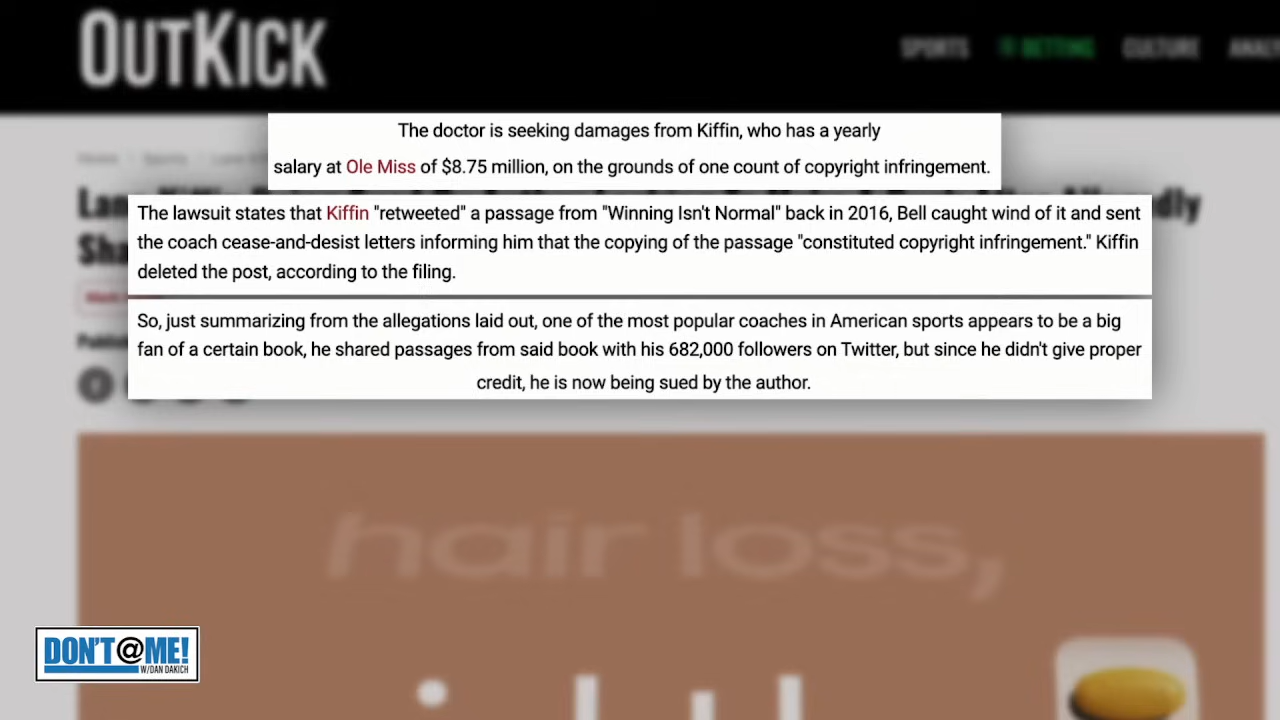 OUTKICK
SPORTS BETTING CULTURE
The doctor is seeking damages from Kiffin, who has a yearly
salary at Ole Miss of $8.75 million, on the grounds of one count of copyright infringement.
The lawsuit states that Kiffin "retweeted" a passage from "Winning Isn't Normal" back in 2016, Bell caught wind of it and sent
the coach cease-and-desist letters informing him that the copying of the passage "constituted copyright infringement." Kiffin
deleted the post, according to the filing.
So, just summarizing from the allegations laid out, one of the most popular coaches in American sports appears to be a big
fan of a certain book, he shared passages from said book with his 682,000 followers on Twitter, but since he didn't give proper
credit, he is now being sued by the author.
hair loss,
DON'T@ME!
W/DAN DAKICH